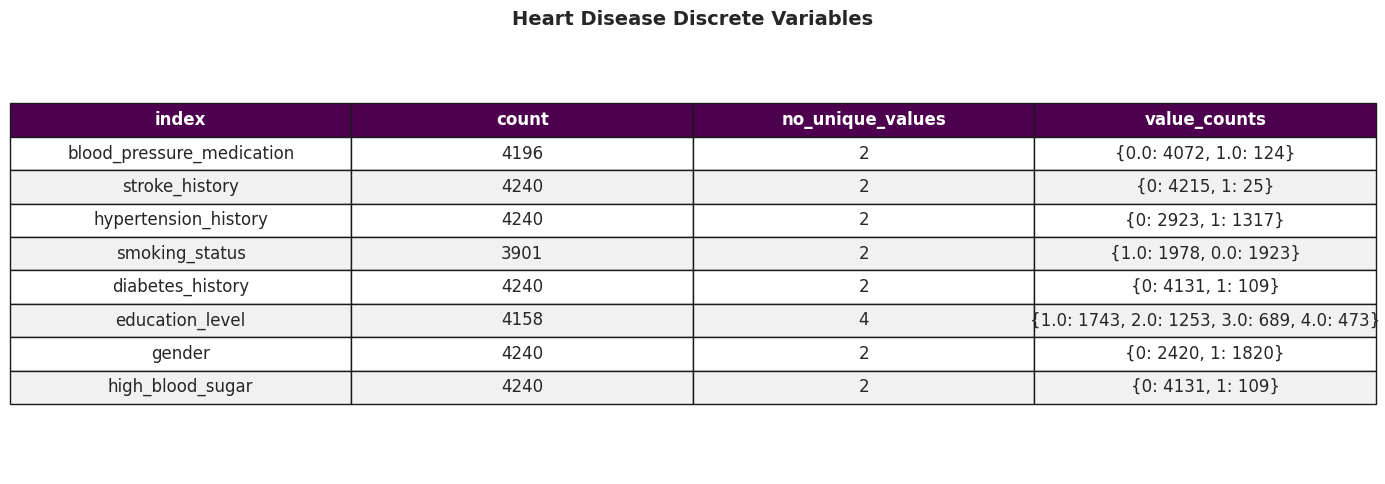 Heart Disease Discrete Variables
index count no_unique_values value_counts
blood_pressure_medication 4196 2 {0.0: 4072, 1.0: 124}
stroke_history 4240 2 {0: 4215, 1: 25}
hypertension_history 4240 2 {0: 2923, 1: 1317}
smoking_status 3901 2 {1.0: 1978, 0.0: 1923}
diabetes_history 4240 2 {0: 4131, 1: 109}
education_level 4158 4 {1.0: 1743, 2.0: 1253, 3.0: 689, 4.0: 473}
gender 4240 2 {0: 2420, 1: 1820}
high_blood_sugar 4240 2 {0: 4131, 1: 109}